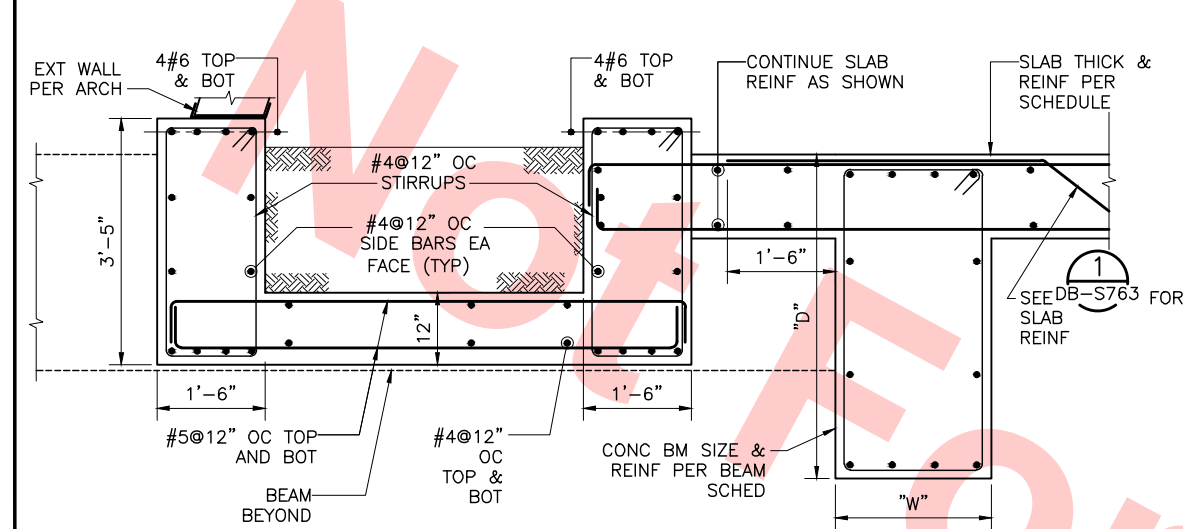 EXT WALL
PER ARCH
4#6 TOP
& BOT
4#6 TOP
& BOT
CONTINUE SLAB
REINF AS SHOWN
SLAB THICK &
REINF PER
SCHEDULE
#4@12" OC
STIRRUPS
#4@12" OC
SIDE BARS EA
FACE (TYP)
3'-5"
12"
1'-6"
"D"
1
DB-S763
SEE FOR
SLAB
REINF
1'-6"
1'-6"
#5@12" OC TOP
AND BOT
#4@12"
OC
TOP &
BOT
BEAM
BEYOND
CONC BM SIZE &
REINF PER BEAM
SCHED
"W"
Not For